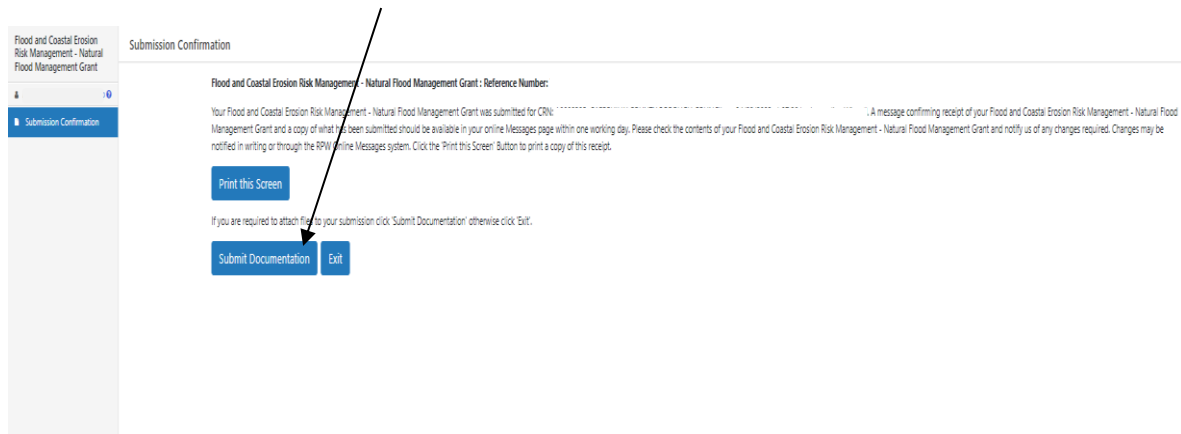 Flood and Coastal Erosion
Risk Management - Natural
Flood Management Grant
Submission Confirmation
Submission Confirmation
Flood and Coastal Erosion Risk Management - Natural Flood Management Grant : Reference Number:
Your Flood and Coastal Erosion Risk Management - Natural Flood Management Grant was submitted for CRN: . A message confirming receipt of your Flood and Coastal Erosion Risk Management - Natural Flood
Management Grant and a copy of what has been submitted should be available in your online Messages page within one working day. Please check the contents of your Flood and Coastal Erosion Risk Management - Natural Flood Management Grant and notify us of any changes required. Changes may be
notified in writing or through the RPW Online Messages system. Click the 'Print this Screen' Button to print a copy of this receipt.
Print this Screen
If you are required to attach files to your submission click 'Submit Documentation' otherwise click 'Exit'.
Submit Documentation Exit